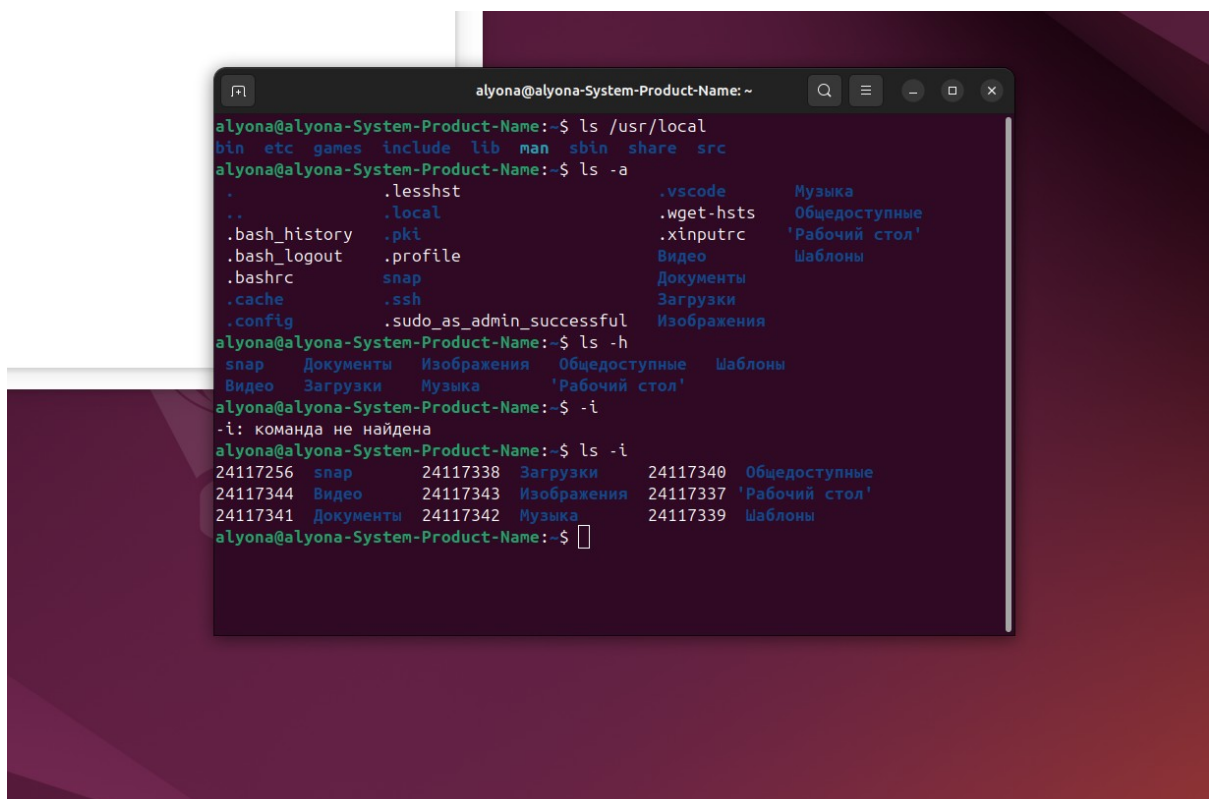 alyona@alyona-System-Product-Name: ~
alyona@alyona-System-Product-Name:~$ ls /usr/local
bin etc games include lib man sbin share src
alyona@alyona-System-Product-Name:~$ ls -a
. .lesshst .vscode Музыка
.. .local .wget-hsts Общедоступные
.bash_history .pki .xinputrc 'Рабочий стол'
.bash_logout .profile Видео Шаблоны
.bashrc snap Документы
.cache .ssh Загрузки
.config .sudo_as_admin_successful Изображения
alyona@alyona-System-Product-Name:~$ ls -h
snap Документы Изображения Общедоступные Шаблоны
Видео Загрузки Музыка 'Рабочий стол'
alyona@alyona-System-Product-Name:~$ -i
-i: команда не найдена
alyona@alyona-System-Product-Name:~$ ls -i
24117256 snap 24117338 Загрузки 24117340 Общедоступные
24117344 Видео 24117343 Изображения 24117337 'Рабочий стол'
24117341 Документы 24117342 Музыка 24117339 Шаблоны
alyona@alyona-System-Product-Name:~$